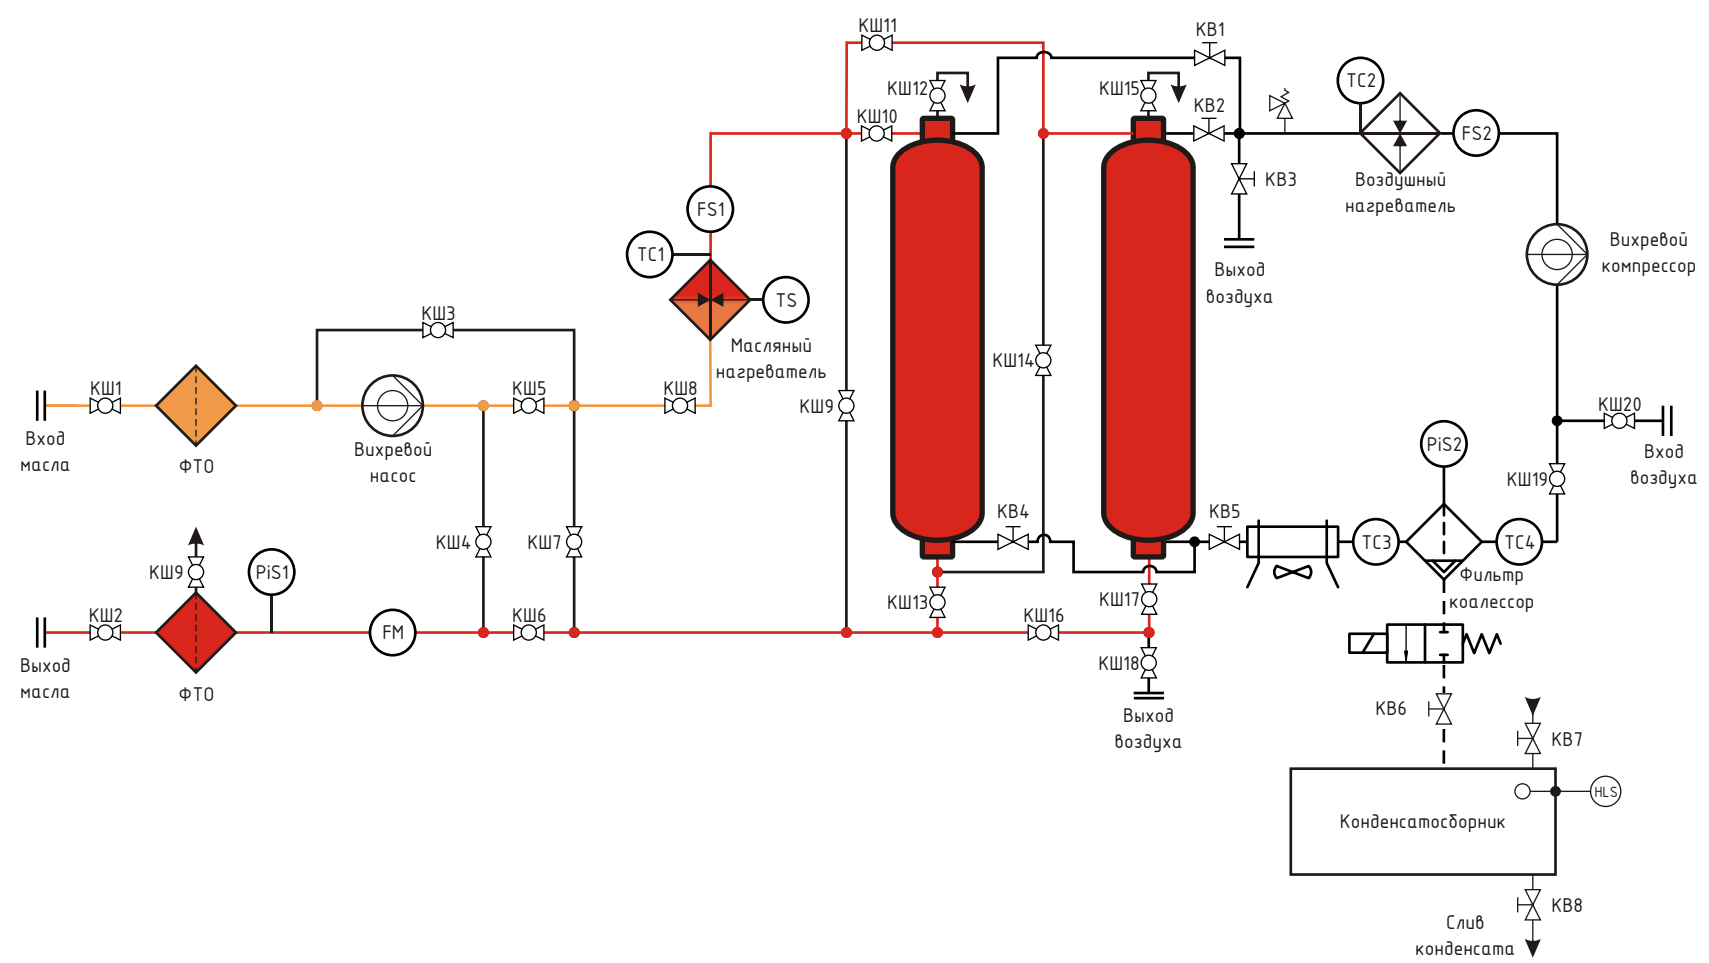 КШ11
КВ1
КШ12
КШ15
КВ2
ТС2
FS2
КШ10
КВ3
Воздушный
нагреватель
FS1
ТС1
TS
Масляный
нагреватель
Выход
воздуха
Вихревой
компрессор
КШ3
КШ1
КШ5
КШ8
КШ9
КШ14
Вход
масла
ФТО
Вихревой
насос
КШ20
Вход
воздуха
КШ19
PiS2
КШ4
КШ7
КВ4
КВ5
ТС3
ТС4
Фильтр
коалессор
КШ9
PiS1
КШ2
FM
КШ6
КШ13
КШ16
КШ17
КШ18
Выход
масла
ФТО
Выход
воздуха
КВ6
КВ7
HLS
Конденсатосборник
КВ8
Слив
конденсата